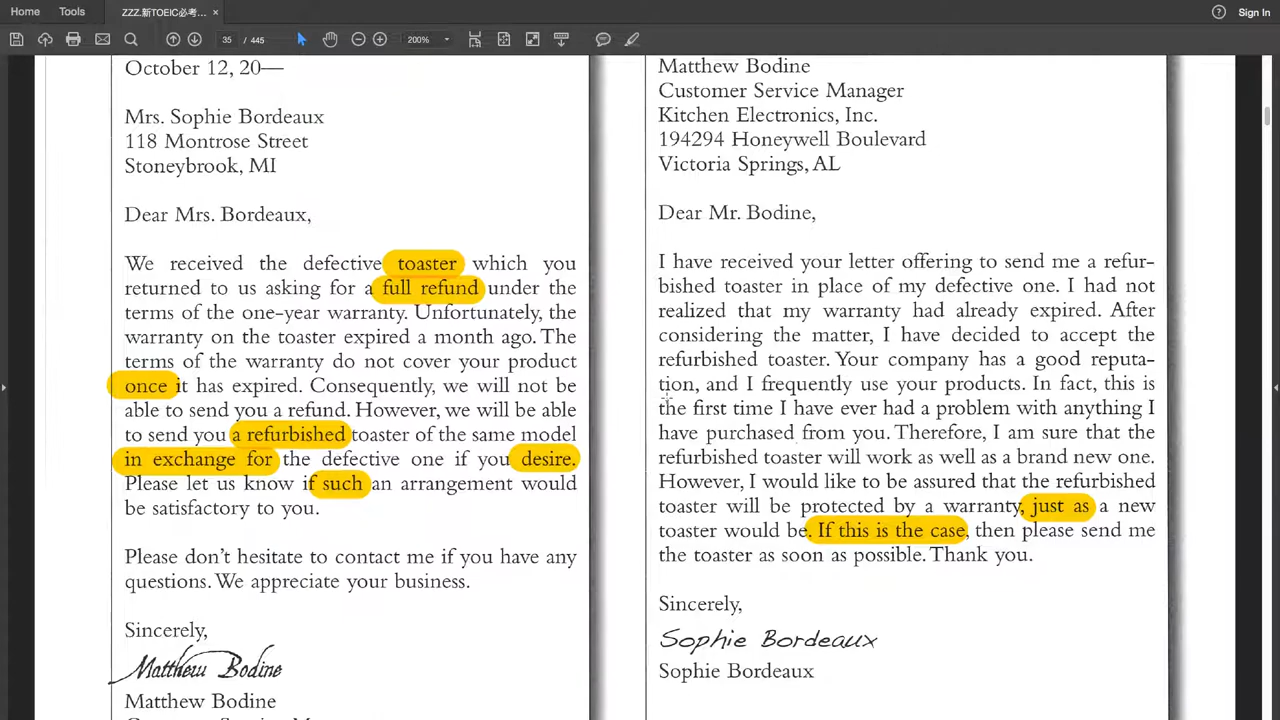 Home Tools ZZZ.新TOEIC必考... × Sign In
35 / 445 200%
October 12, 20—
Mrs. Sophie Bordeaux
118 Montrose Street
Stoneybrook, MI
Dear Mrs. Bordeaux,
We received the defective toaster which you
returned to us asking for a full refund under the
terms of the one-year warranty. Unfortunately, the
warranty on the toaster expired a month ago. The
terms of the warranty do not cover your product
once it has expired. Consequently, we will not be
able to send you a refund. However, we will be able
to send you a refurbished toaster of the same model
in exchange for the defective one if you desire.
Please let us know if such an arrangement would
be satisfactory to you.
Please don't hesitate to contact me if you have any
questions. We appreciate your business.
Sincerely,
Matthew Bodine
Matthew Bodine
Matthew Bodine
Customer Service Manager
Kitchen Electronics, Inc.
194294 Honeywell Boulevard
Victoria Springs, AL
Dear Mr. Bodine,
I have received your letter offering to send me a refur-
bished toaster in place of my defective one. I had not
realized that my warranty had already expired. After
considering the matter, I have decided to accept the
refurbished toaster. Your company has a good reputa-
tion, and I frequently use your products. In fact, this is
the first time I have ever had a problem with anything I
have purchased from you. Therefore, I am sure that the
refurbished toaster will work as well as a brand new one.
However, I would like to be assured that the refurbished
toaster will be protected by a warranty, just as a new
toaster would be. If this is the case, then please send me
the toaster as soon as possible. Thank you.
Sincerely,
Sophie Bordeaux
Sophie Bordeaux